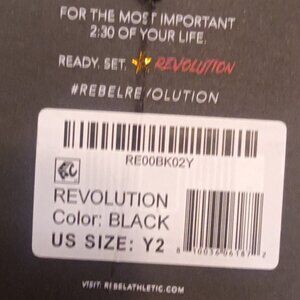 FOR THE MOST IMPORTANT
2:30 OF YOUR LIFE.
READY. SET. REVOLUTION
#REBELREVOLUTION
RE00BK02Y
REVOLUTION
Color: BLACK
US SIZE: Y2
VISIT: REBELATHLETIC.COM